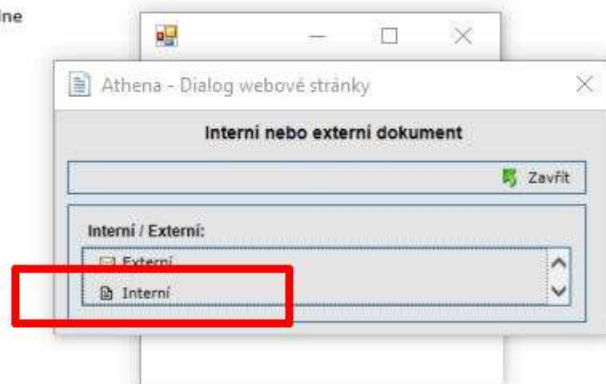 Athena - Dialog webové stránky
Interní nebo externí dokument
Zavřít
Interní / Externí:
Externí
Interní